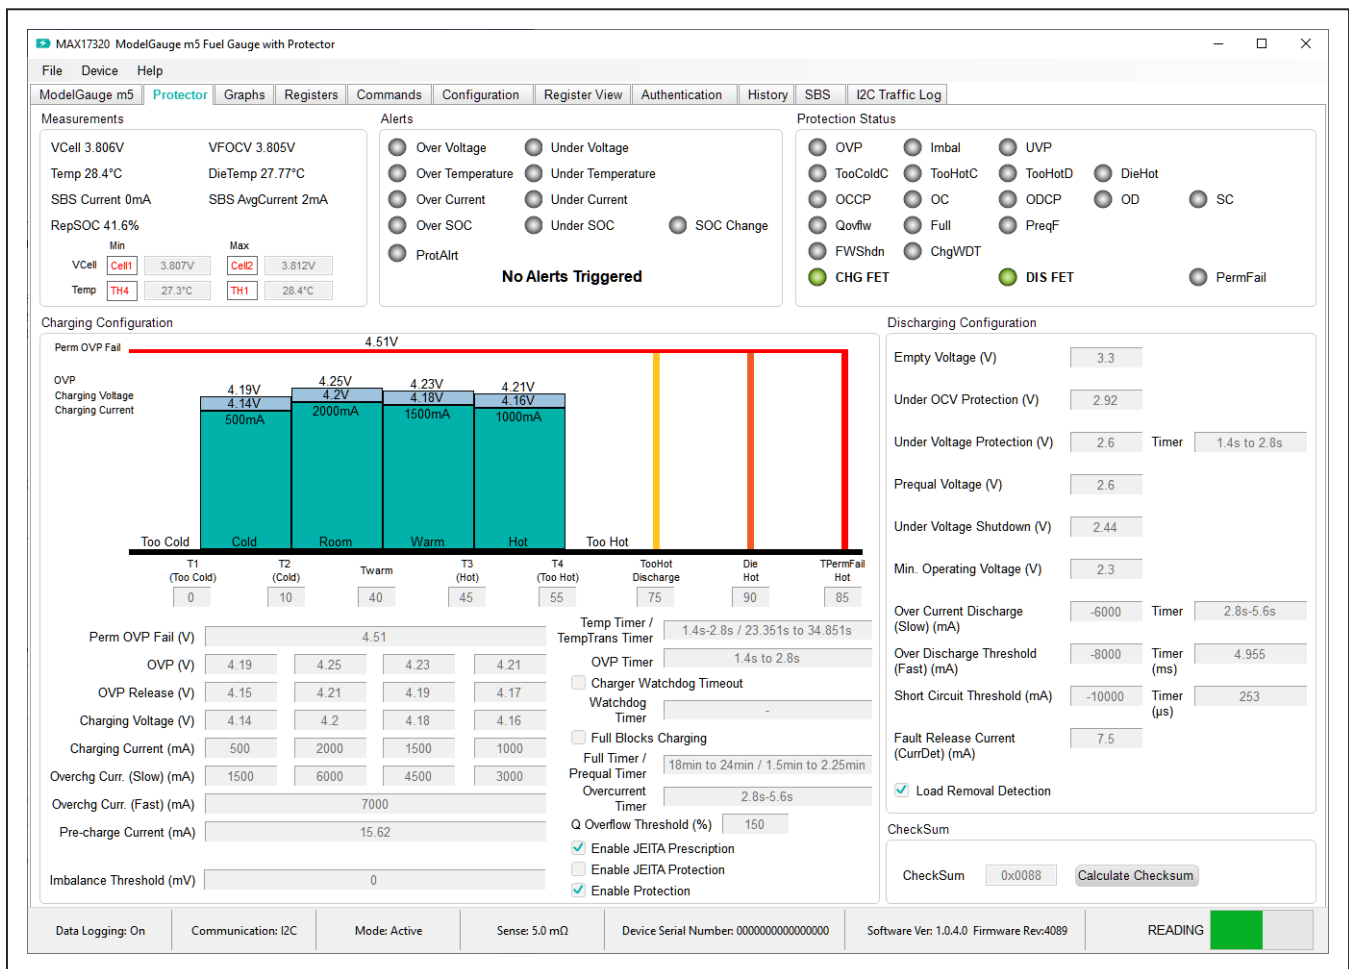 MAX17320 ModelGauge m5 Fuel Gauge with Protector
File Device Help
ModelGauge m5 Protector Graphs Registers Commands Configuration Register View Authentication History SBS I2C Traffic Log
Measurements
VCell 3.806V VFOCV 3.805V
Temp 28.4°C DieTemp 27.77°C
SBS Current 0mA SBS AvgCurrent 2mA
RepSOC 41.6%
Min Max
VCell Cell1 3.807V Cell2 3.812V
Temp TH4 27.3°C TH1 28.4°C
Alerts
Over Voltage Under Voltage
Over Temperature Under Temperature
Over Current Under Current
Over SOC Under SOC SOC Change
ProtAlrt
No Alerts Triggered
Protection Status
OVP Imbal UVP
TooColdC TooHotC TooHotD DieHot
OCCP OC ODCP OD SC
Qovflw Full PreqF
FWShdn ChgWDT
CHG FET DIS FET PermFail
Charging Configuration
Perm OVP Fail 4.51V
OVP 4.19V 4.25V 4.23V 4.21V
Charging Voltage 4.14V 4.2V 4.18V 4.16V
Charging Current 500mA 2000mA 1500mA 1000mA
Too Cold Cold Room Warm Hot Too Hot
T1 T2 Twarm T3 T4 TooHot Die TPermFail
(Too Cold) (Cold) (Hot) (Too Hot) Discharge Hot Hot
0 10 40 45 55 75 90 85
Perm OVP Fail (V) 4.51
OVP (V) 4.19 4.25 4.23 4.21
OVP Release (V) 4.15 4.21 4.19 4.17
Charging Voltage (V) 4.14 4.2 4.18 4.16
Charging Current (mA) 500 2000 1500 1000
Overchg Curr. (Slow) (mA) 1500 6000 4500 3000
Overchg Curr. (Fast) (mA) 7000
Pre-charge Current (mA) 15.62
Imbalance Threshold (mV) 0
Temp Timer /
TempTrans Timer 1.4s-2.8s / 23.351s to 34.851s
OVP Timer 1.4s to 2.8s
Charger Watchdog Timeout
Watchdog
Timer -
Full Blocks Charging
Full Timer /
Prequal Timer 18min to 24min / 1.5min to 2.25min
Overcurrent
Timer 2.8s-5.6s
Q Overflow Threshold (%) 150
Enable JEITA Prescription
Enable JEITA Protection
Enable Protection
Discharging Configuration
Empty Voltage (V) 3.3
Under OCV Protection (V) 2.92
Under Voltage Protection (V) 2.6 Timer 1.4s to 2.8s
Prequal Voltage (V) 2.6
Under Voltage Shutdown (V) 2.44
Min. Operating Voltage (V) 2.3
Over Current Discharge
(Slow) (mA) -6000 Timer 2.8s-5.6s
Over Discharge Threshold
(Fast) (mA) -8000 Timer
(ms) 4.955
Short Circuit Threshold (mA) -10000 Timer
(µs) 253
Fault Release Current
(CurrDet) (mA) 7.5
Load Removal Detection
CheckSum
CheckSum 0x0088 Calculate Checksum
Data Logging: On Communication: I2C Mode: Active Sense: 5.0 mΩ Device Serial Number: 0000000000000000 Software Ver: 1.0.4.0 Firmware Rev:4089 READING